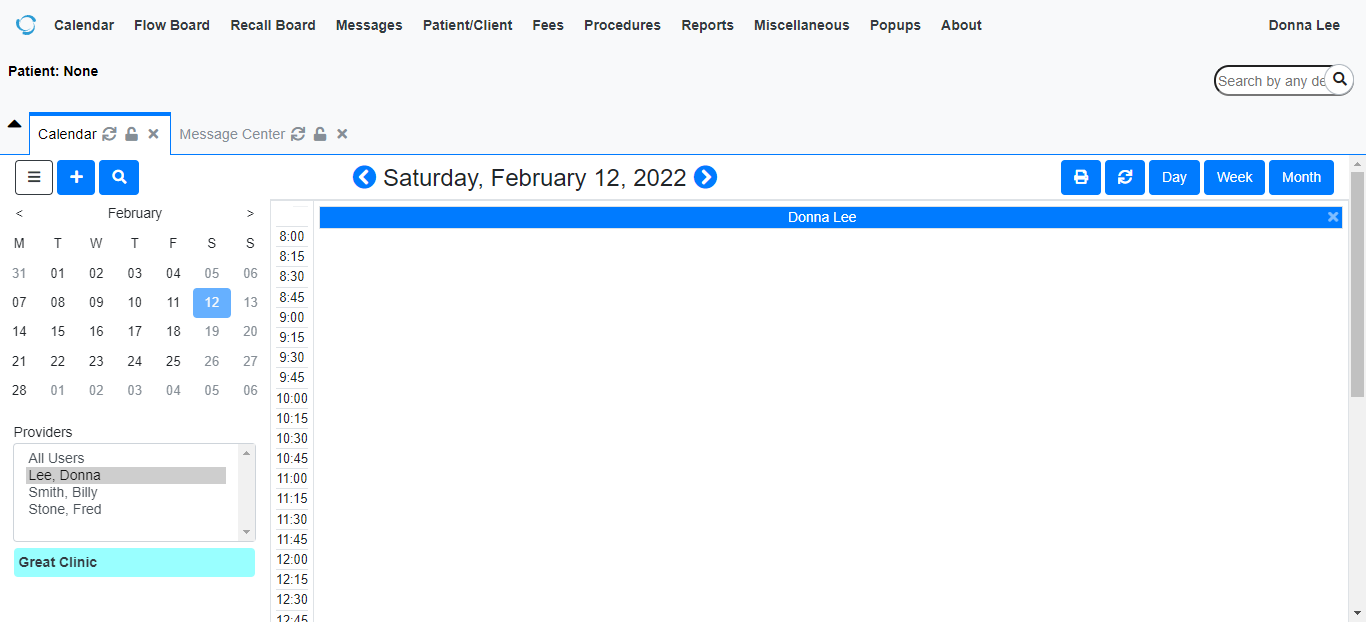 Calendar Flow Board Recall Board Messages Patient/Client Fees Procedures Reports Miscellaneous Popups About Donna Lee
Patient: None
Search by any de
Calendar Message Center
Saturday, February 12, 2022 Day Week Month
< February >
M T W T F S S
31 01 02 03 04 05 06
07 08 09 10 11 12 13
14 15 16 17 18 19 20
21 22 23 24 25 26 27
28 01 02 03 04 05 06
Providers
All Users
Lee, Donna
Smith, Billy
Stone, Fred
Great Clinic
Donna Lee
8:00
8:15
8:30
8:45
9:00
9:15
9:30
9:45
10:00
10:15
10:30
10:45
11:00
11:15
11:30
11:45
12:00
12:15
12:30
12:45